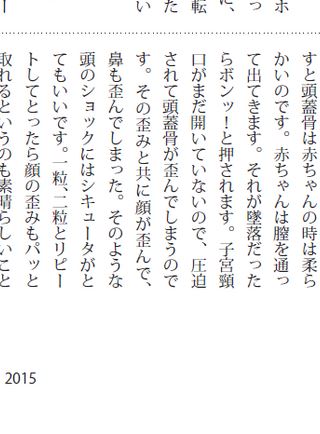 ホ
っ
に、
転
た
い
ー
すと頭蓋骨は赤ちゃんの時は柔ら
かいのです。赤ちゃんは膣を通っ
て出てきます。それが墜落だった
らボンッ！と押されます。子宮頸
口がまだ開いていないので、圧迫
されて頭蓋骨が歪んでしまうので
す。その歪みと共に顔が歪んで、
鼻も歪んでしまった。そのような
頭のショックにはシキュータがと
てもいいです。一粒、二粒とリピー
トしてとったら顔の歪みもパッと
取れるというのも素晴らしいこと
2015